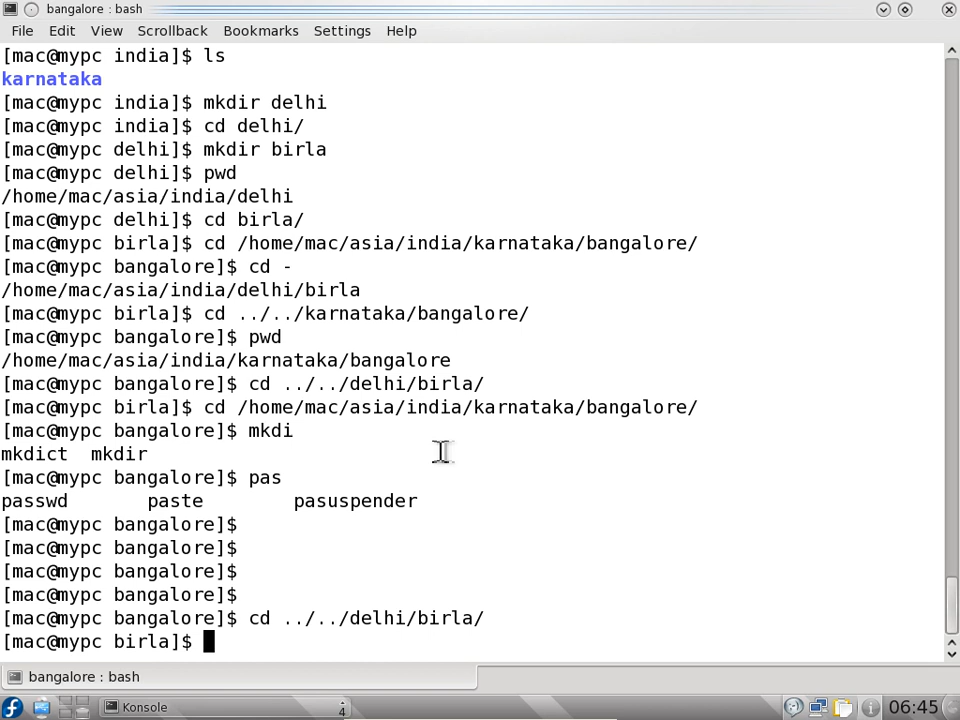 bangalore : bash
File Edit View Scrollback Bookmarks Settings Help
[mac@mypc india]$ ls
karnataka
[mac@mypc india]$ mkdir delhi
[mac@mypc india]$ cd delhi/
[mac@mypc delhi]$ mkdir birla
[mac@mypc delhi]$ pwd
/home/mac/asia/india/delhi
[mac@mypc delhi]$ cd birla/
[mac@mypc birla]$ cd /home/mac/asia/india/karnataka/bangalore/
[mac@mypc bangalore]$ cd -
/home/mac/asia/india/delhi/birla
[mac@mypc birla]$ cd ../../karnataka/bangalore/
[mac@mypc bangalore]$ pwd
/home/mac/asia/india/karnataka/bangalore
[mac@mypc bangalore]$ cd ../../delhi/birla/
[mac@mypc birla]$ cd /home/mac/asia/india/karnataka/bangalore/
[mac@mypc bangalore]$ mkdi
mkdict mkdir
[mac@mypc bangalore]$ pas
passwd paste pasuspender
[mac@mypc bangalore]$
[mac@mypc bangalore]$
[mac@mypc bangalore]$
[mac@mypc bangalore]$
[mac@mypc bangalore]$ cd ../../delhi/birla/
[mac@mypc birla]$
bangalore : bash
Konsole 4 06:45